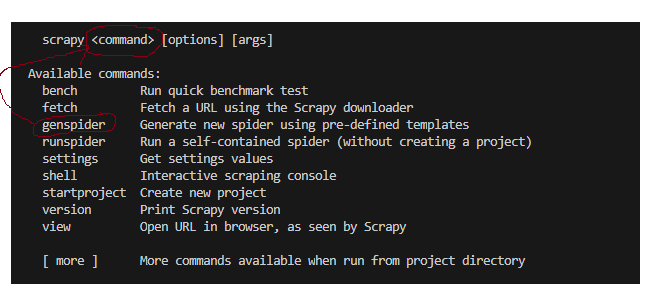 scrapy <command> [options] [args]
Available commands:
bench Run quick benchmark test
fetch Fetch a URL using the Scrapy downloader
genspider Generate new spider using pre-defined templates
runspider Run a self-contained spider (without creating a project)
settings Get settings values
shell Interactive scraping console
startproject Create new project
version Print Scrapy version
view Open URL in browser, as seen by Scrapy
[ more ] More commands available when run from project directory